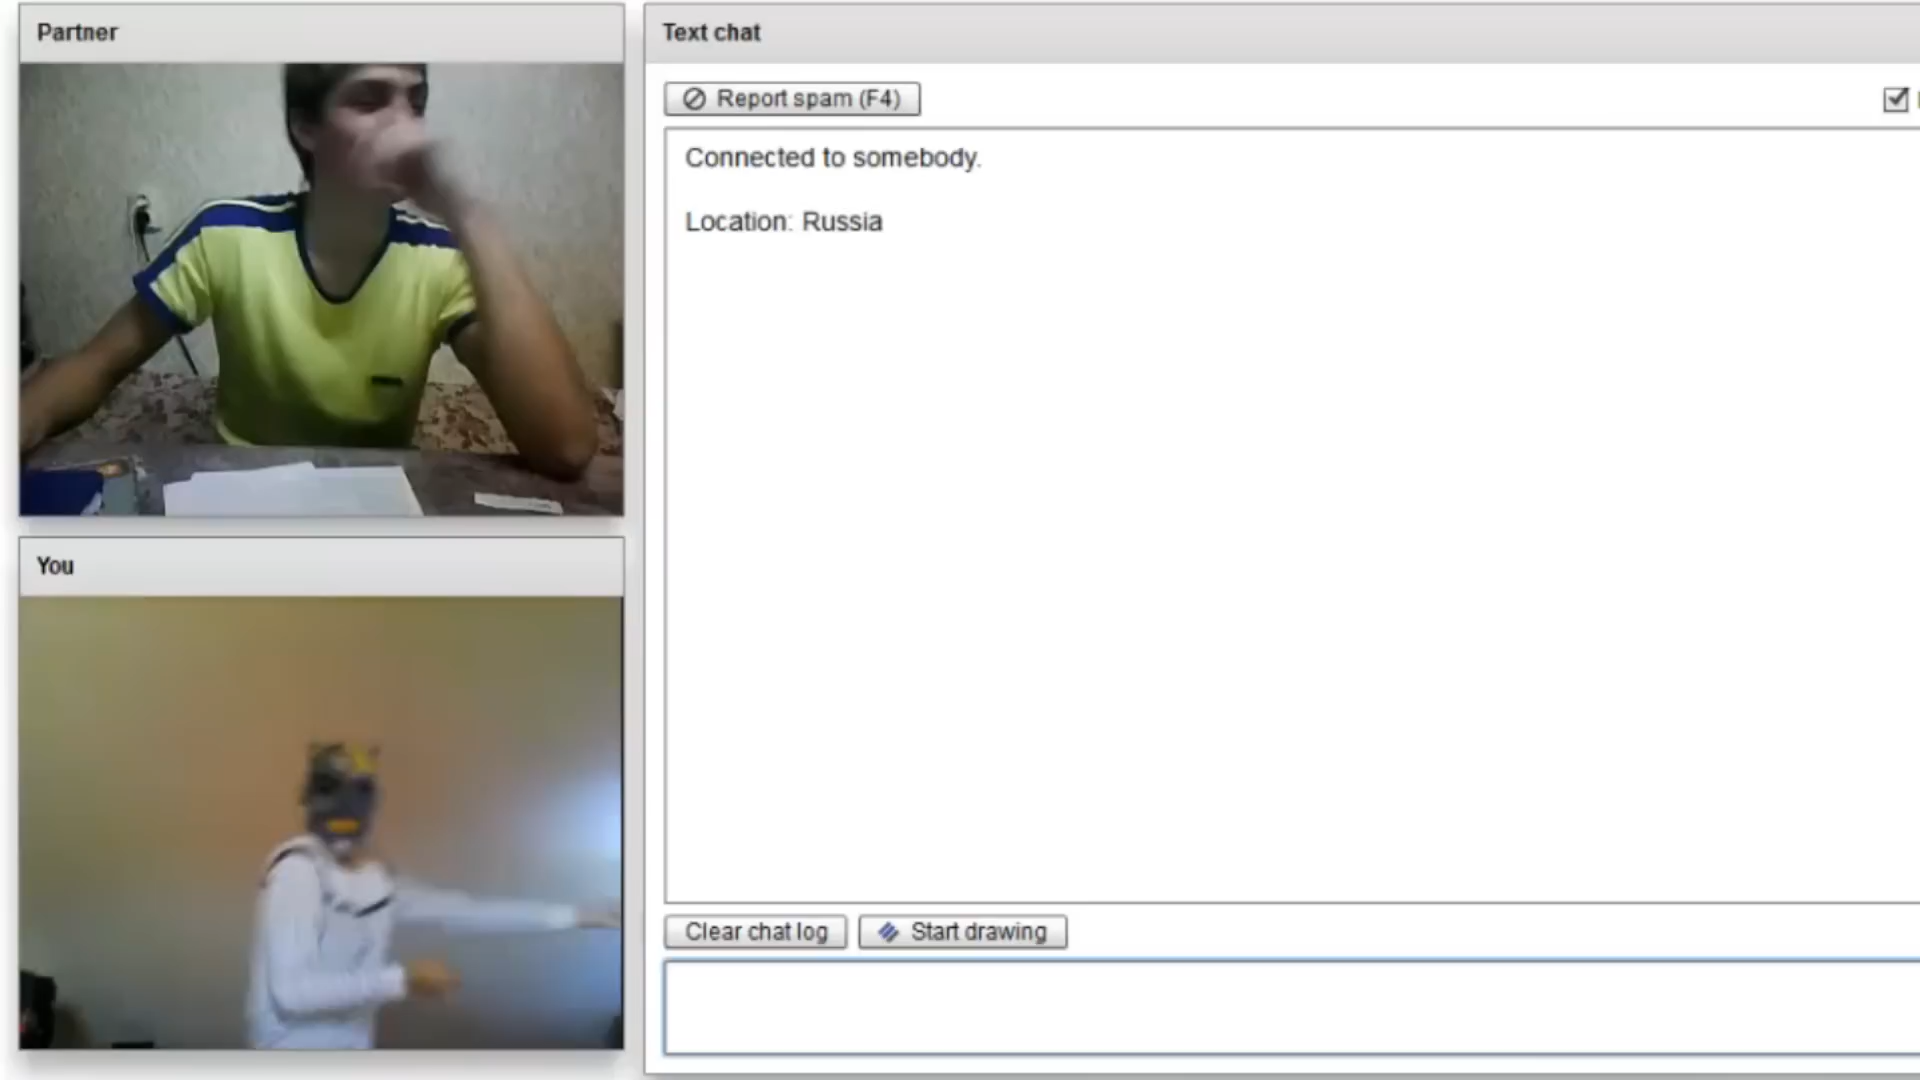 Partner
Text chat
Report spam (F4)
Connected to somebody.
Location: Russia
You
Clear chat log
Start drawing